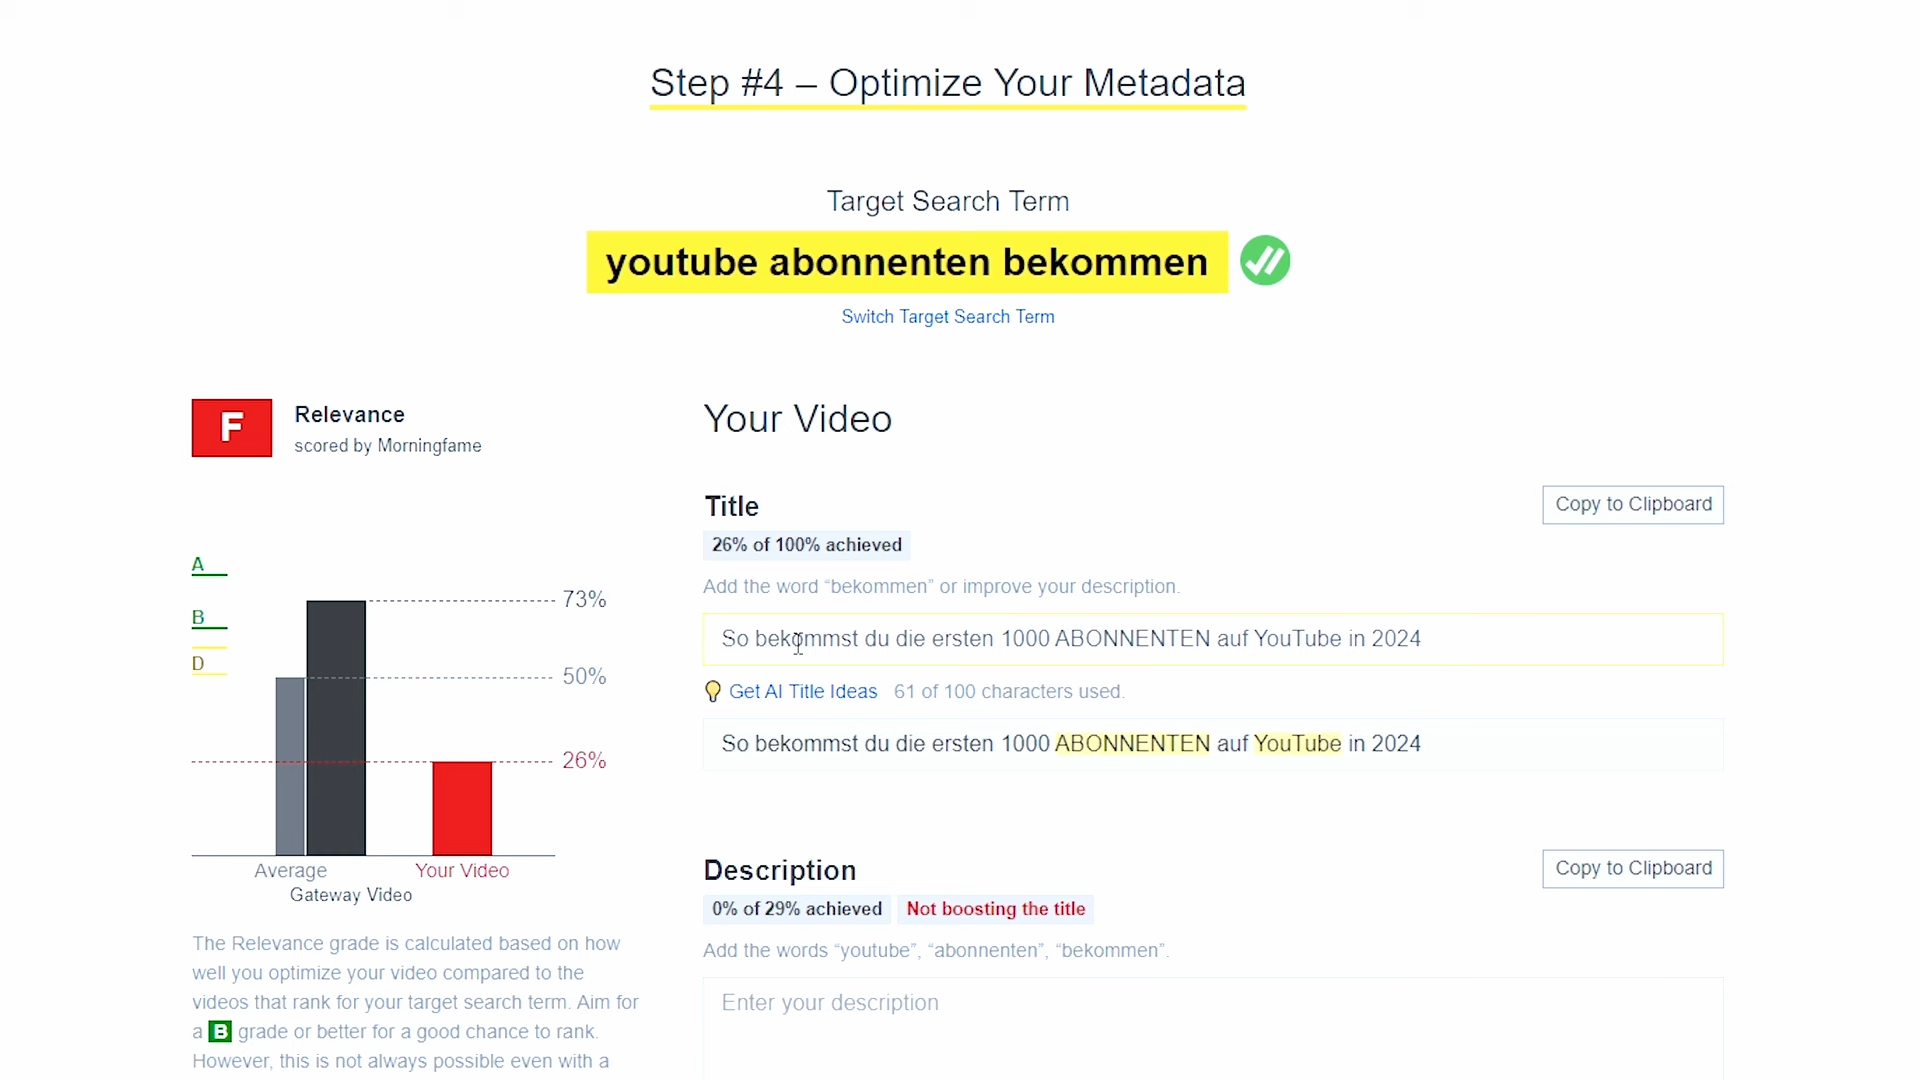 Step #4 – Optimize Your Metadata
Target Search Term
youtube abonnenten bekommen
Switch Target Search Term
F
Relevance
scored by Morningfame
A
B
D
73%
50%
26%
Average
Your Video
Gateway Video
The Relevance grade is calculated based on how
well you optimize your video compared to the
videos that rank for your target search term. Aim for
a B grade or better for a good chance to rank.
However, this is not always possible even with a
Your Video
Title
Copy to Clipboard
26% of 100% achieved
Add the word “bekommen” or improve your description.
So bekommst du die ersten 1000 ABONNENTEN auf YouTube in 2024
Get AI Title Ideas 61 of 100 characters used.
So bekommst du die ersten 1000 ABONNENTEN auf YouTube in 2024
Description
Copy to Clipboard
0% of 29% achieved Not boosting the title
Add the words “youtube”, “abonnenten”, “bekommen”.
Enter your description